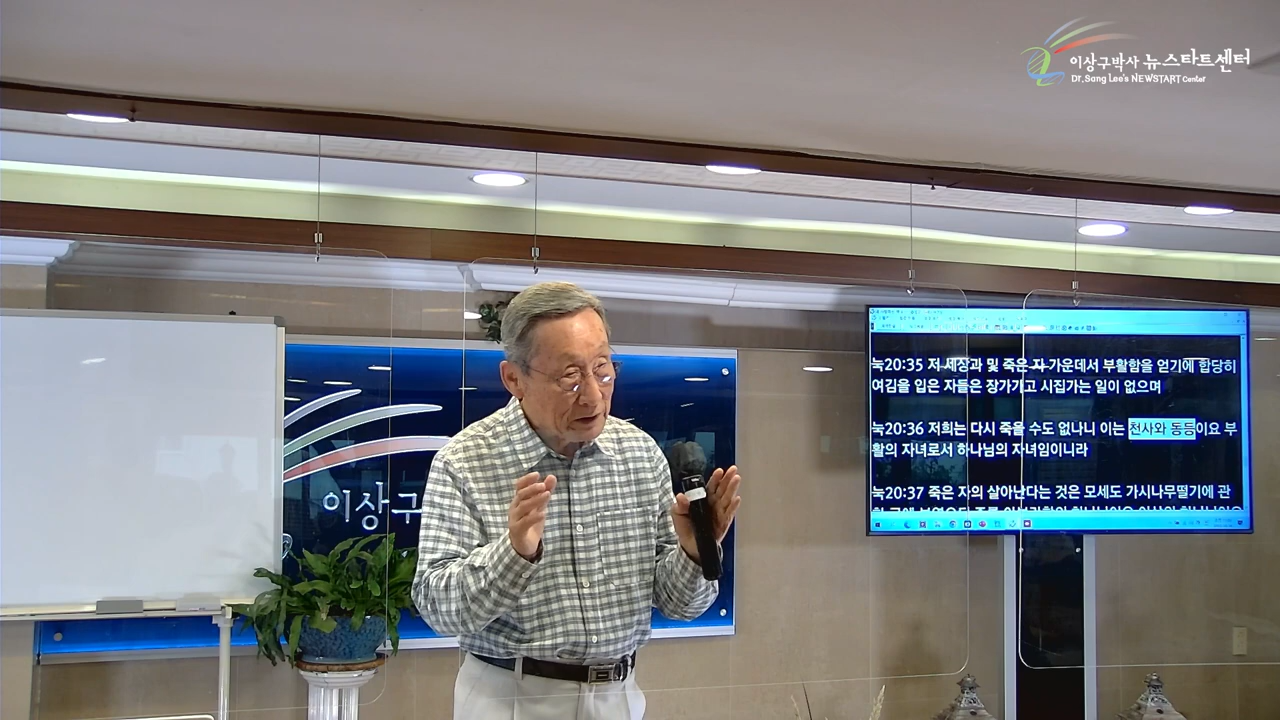 이상구박사 뉴스타트센터
Dr. Sang Lee's NEWSTART Center
이상구
눅20:35 저 세상과 및 죽은 자 가운데서 부활함을 얻기에 합당히
여김을 입은 자들은 장가가고 시집가는 일이 없으며
눅20:36 저희는 다시 죽을 수도 없나니 이는 천사와 동등이요 부
활의 자녀로서 하나님의 자녀임이니라
눅20:37 죽은 자의 살아난다는 것은 모세도 가시나무떨기에 관